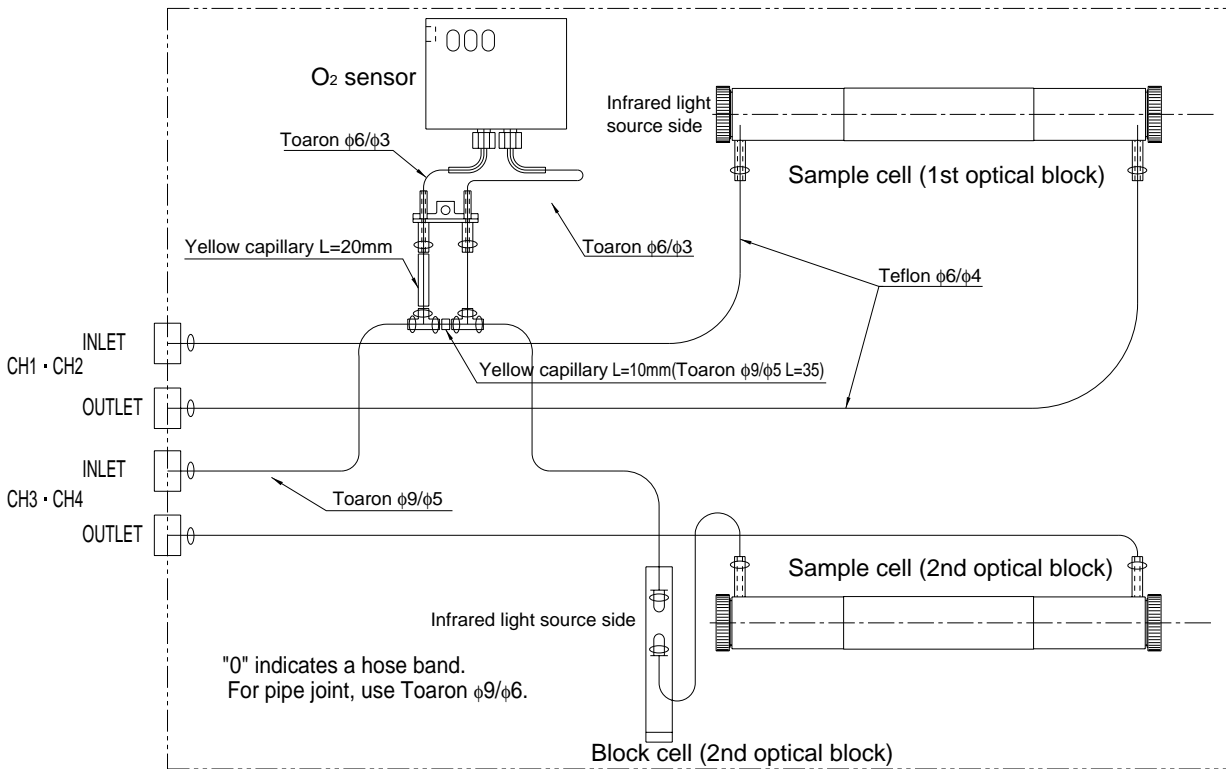 O2 sensor
Infrared light
source side
Toaron ϕ6/ϕ3
Sample cell (1st optical block)
Yellow capillary L=20mm
Toaron ϕ6/ϕ3
Teflon ϕ6/ϕ4
INLET
CH1・CH2
Yellow capillary L=10mm(Toaron ϕ9/ϕ5 L=35)
OUTLET
INLET
CH3・CH4
Toaron ϕ9/ϕ5
OUTLET
Sample cell (2nd optical block)
Infrared light source side
"0" indicates a hose band.
For pipe joint, use Toaron ϕ9/ϕ6.
Block cell (2nd optical block)